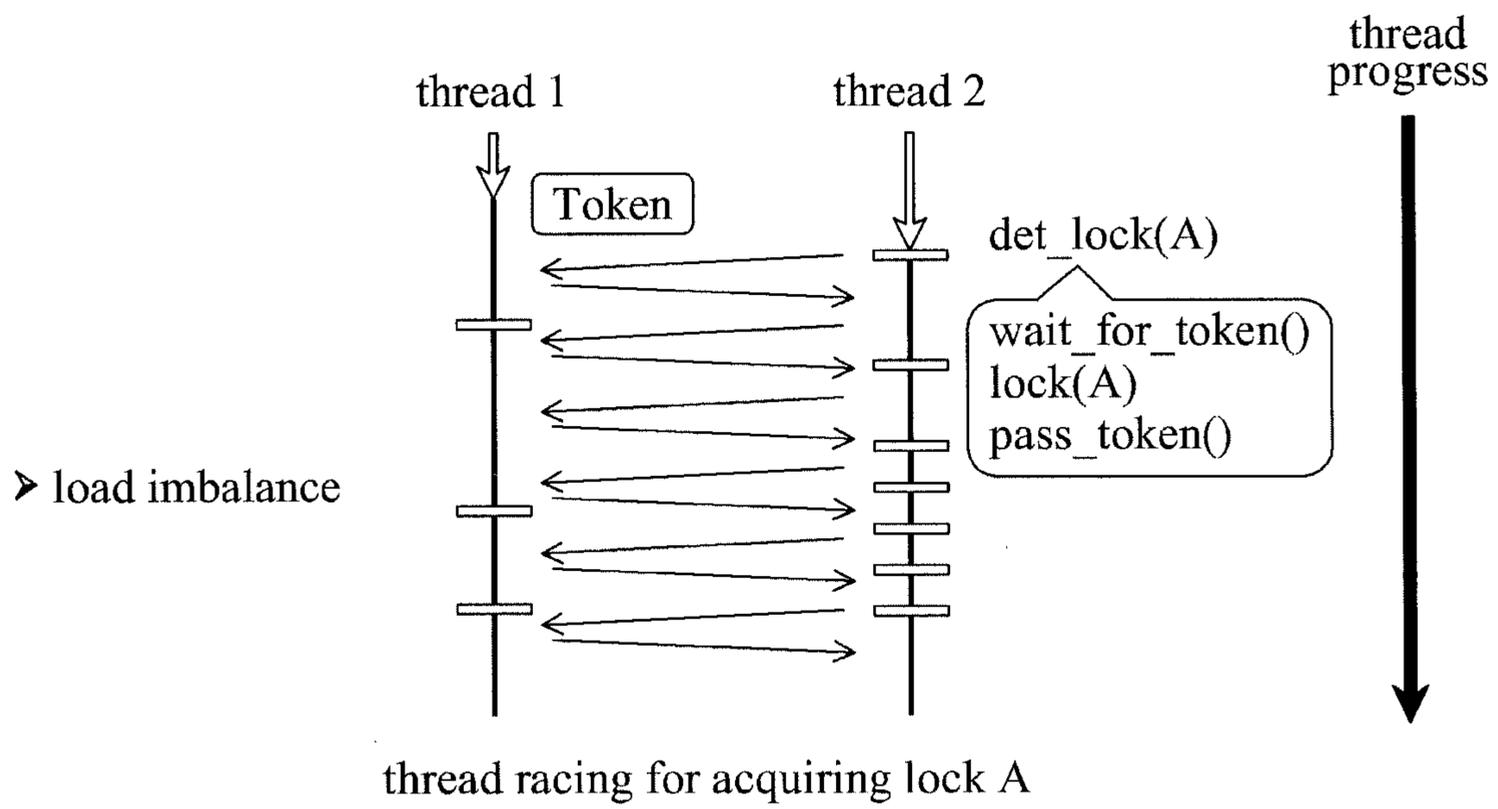 thread
progress
thread 1
thread 2
Token
det_lock(A)
wait_for_token()
lock(A)
pass_token()
➢ load imbalance
thread racing for acquiring lock A